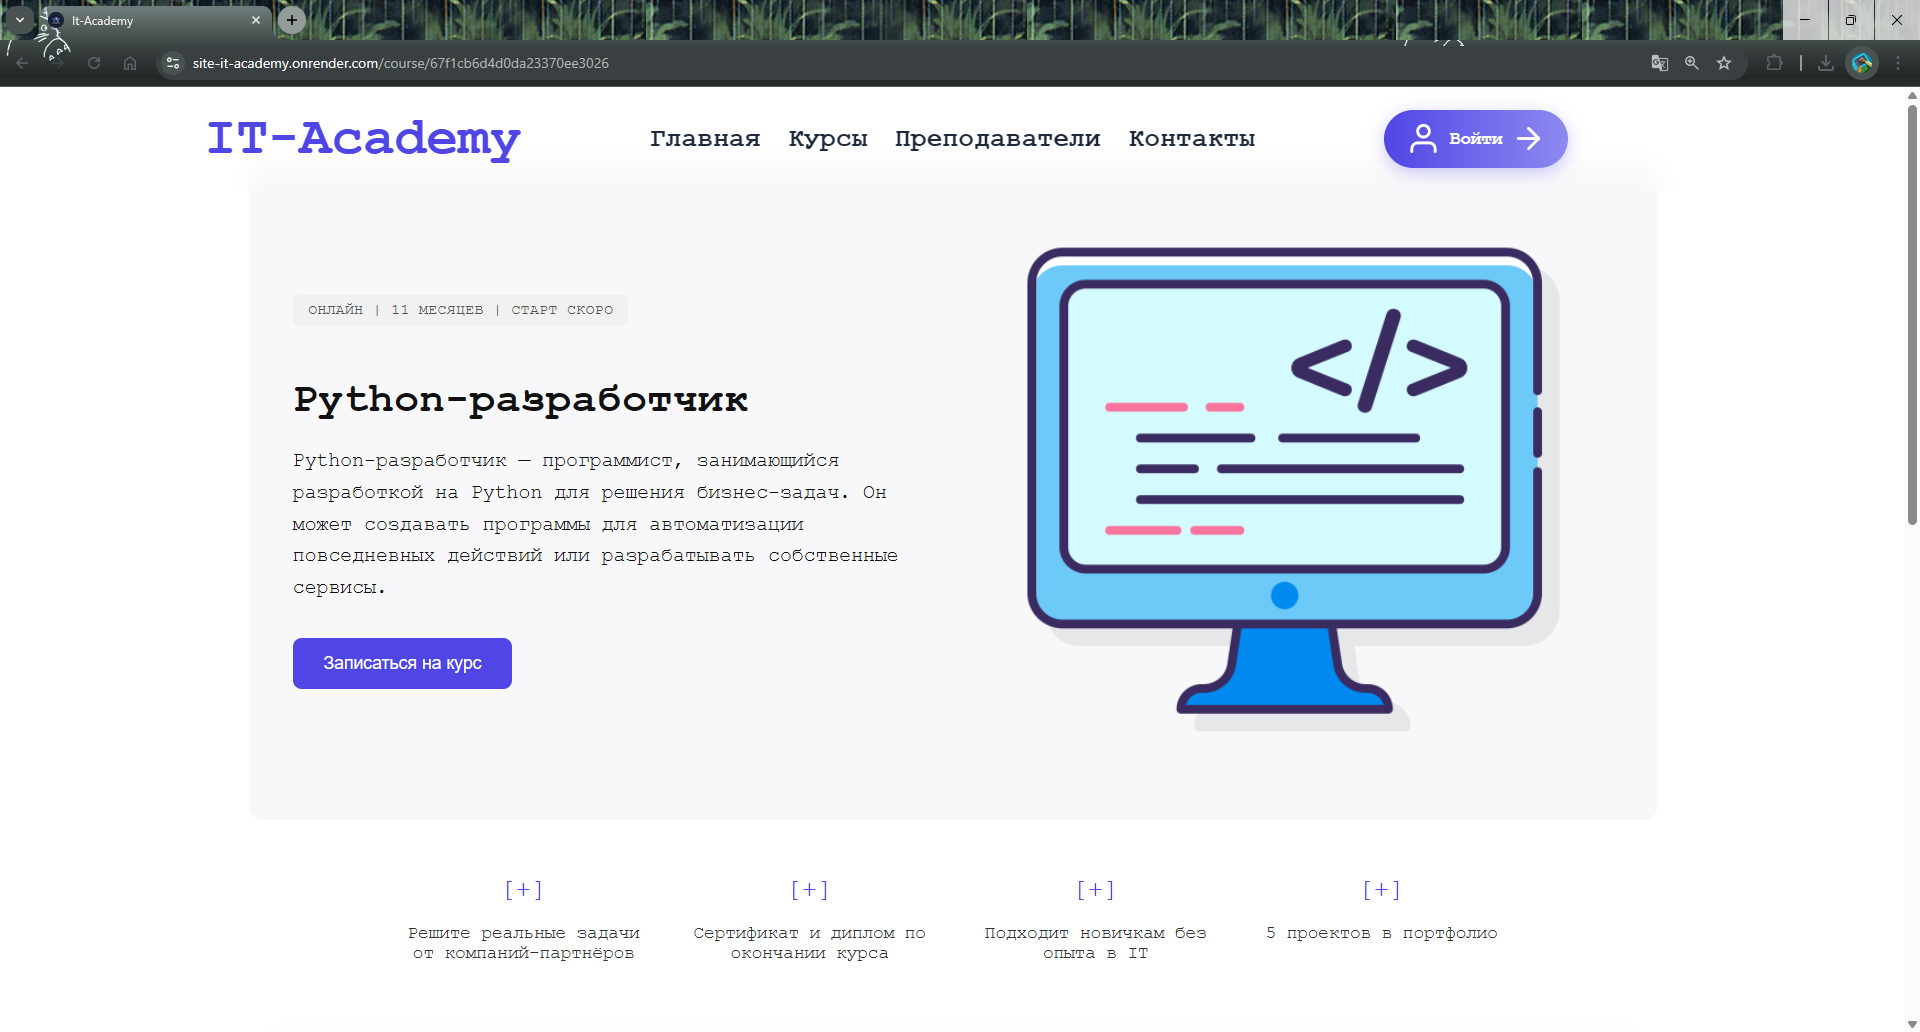 It-Academy
site-it-academy.onrender.com/course/67f1cb6d4d0da23370ee3026
IT-Academy
Главная Курсы Преподаватели Контакты
Войти
ОНЛАЙН | 11 МЕСЯЦЕВ | СТАРТ СКОРО
</>
Python-разработчик
Python-разработчик — программист, занимающийся
разработкой на Python для решения бизнес-задач. Он
может создавать программы для автоматизации
повседневных действий или разрабатывать собственные
сервисы.
Записаться на курс
[+] [+] [+] [+]
Решите реальные задачи
от компаний-партнёров
Сертификат и диплом по
окончании курса
Подходит новичкам без
опыта в IT
5 проектов в портфолио